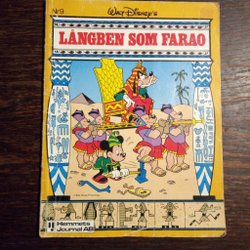 Nr 9
WALT DISNEY'S
LÅNGBEN SOM FARAO
Hemmets
Journal AB